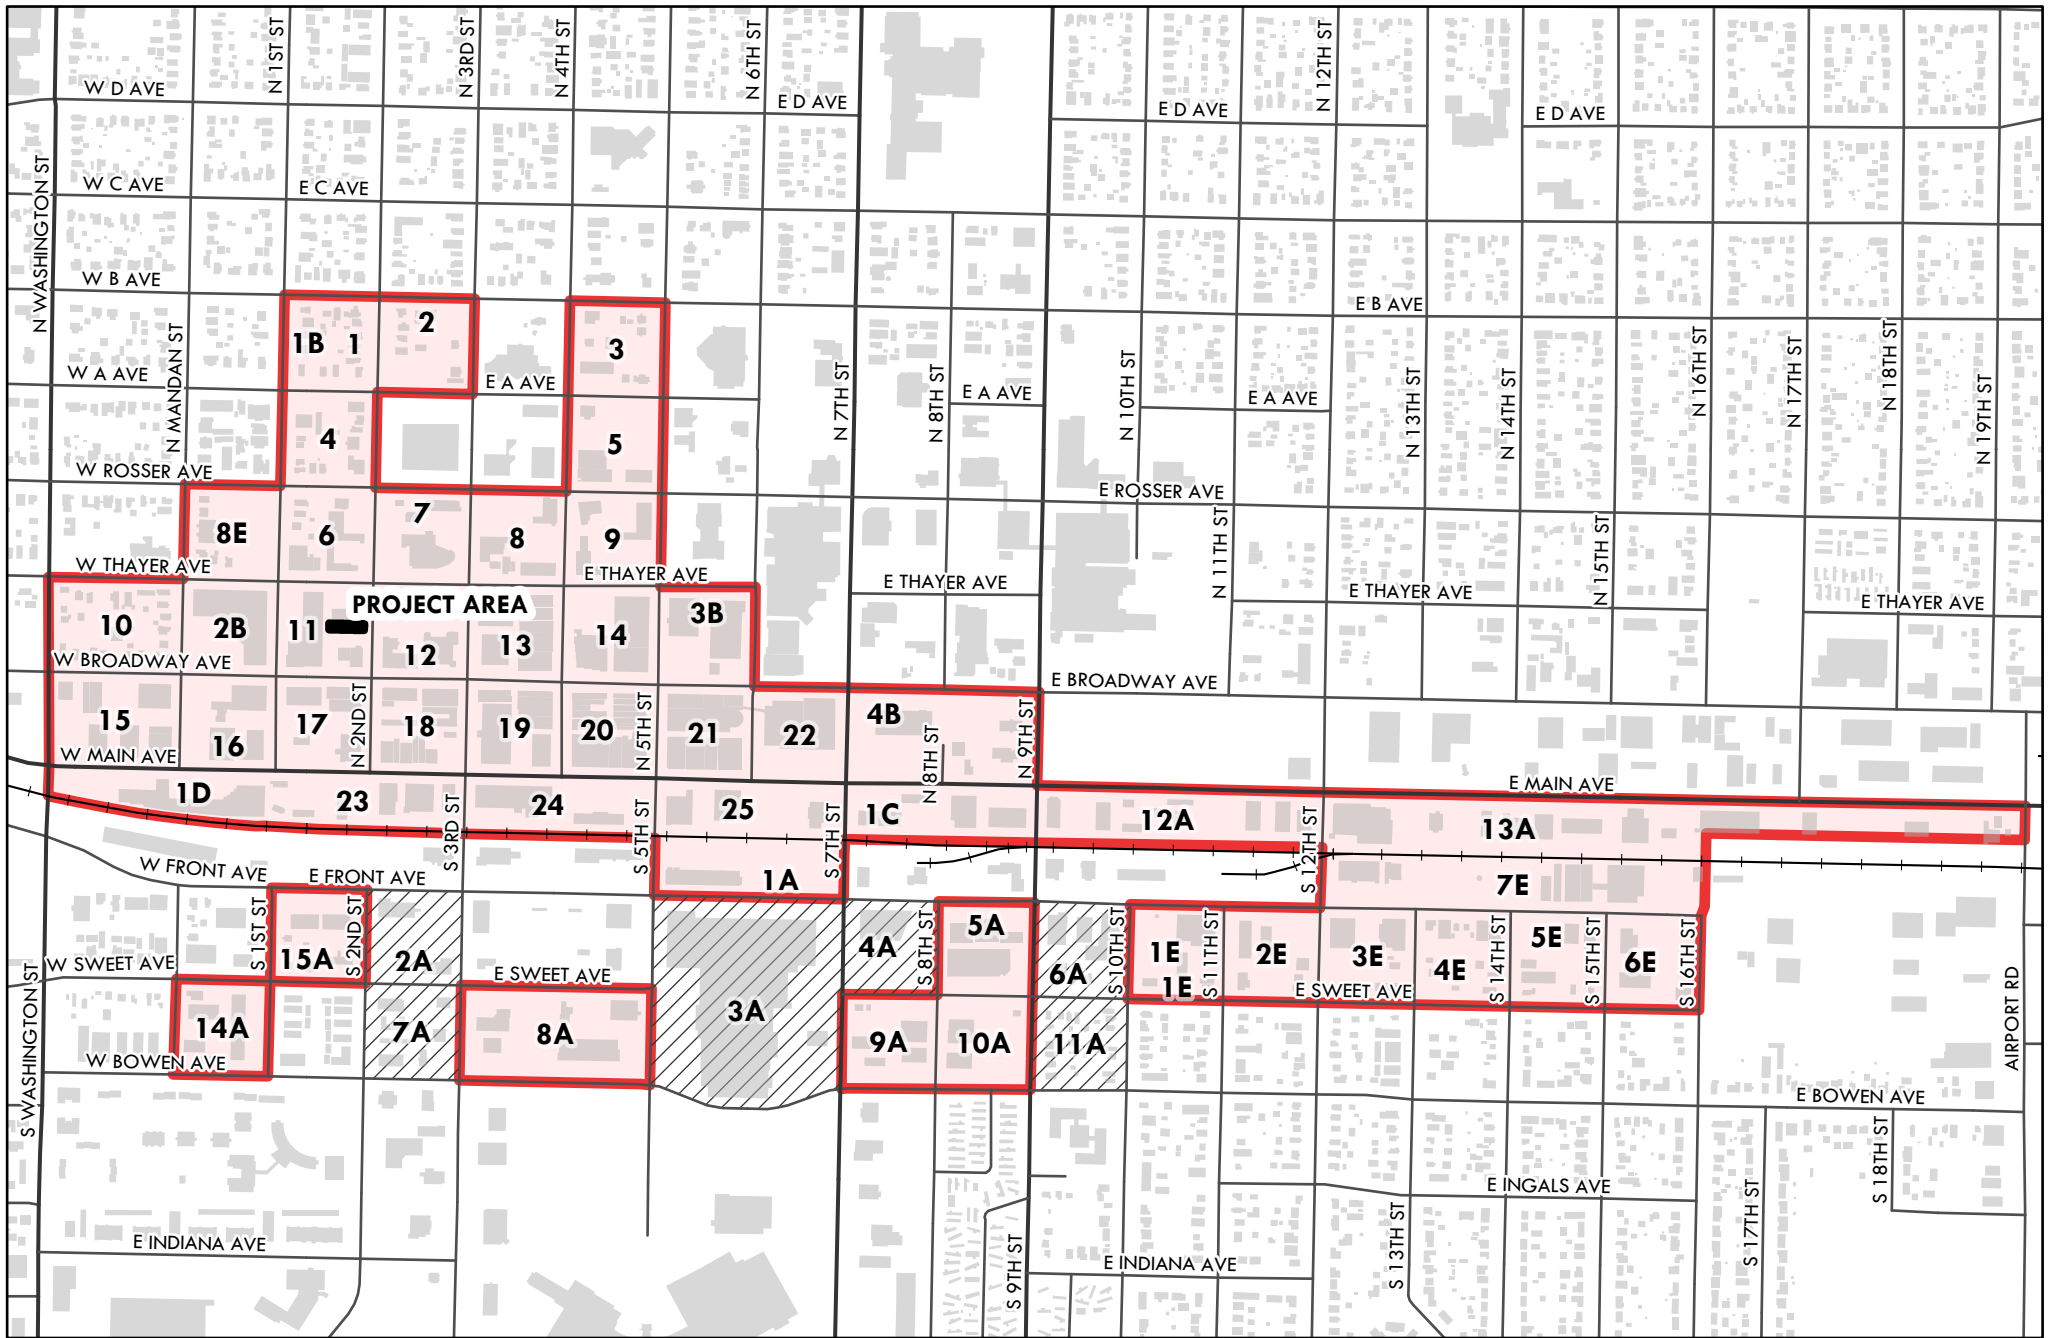 N 1ST ST
N 3RD ST
N 4TH ST
N 6TH ST
N 12TH ST
W D AVE
E D AVE
E D AVE
E D AVE
W C AVE
E C AVE
N WASHINGTON ST
W B AVE
E B AVE
1B
1
2
3
N MANDAN ST
W A AVE
E A AVE
E A AVE
E A AVE
N 7TH ST
N 8TH ST
N 10TH ST
N 13TH ST
N 14TH ST
N 16TH ST
N 17TH ST
N 18TH ST
N 19TH ST
4
5
W ROSSER AVE
E ROSSER AVE
8E
6
7
8
9
N 11TH ST
N 15TH ST
W THAYER AVE
E THAYER AVE
E THAYER AVE
E THAYER AVE
E THAYER AVE
PROJECT AREA
10
2B
11
12
13
14
3B
W BROADWAY AVE
E BROADWAY AVE
15
16
17
N 2ND ST
18
19
20
N 5TH ST
21
22
4B
N 8TH ST
N 9TH ST
W MAIN AVE
E MAIN AVE
1D
23
S 3RD ST
24
S 5TH ST
25
S 7TH ST
1C
12A
S 12TH ST
13A
W FRONT AVE
E FRONT AVE
1A
7E
S 1ST ST
15A
S 2ND ST
2A
4A
S 8TH ST
5A
6A
S 10TH ST
1E
1E
S 11TH ST
2E
3E
4E
S 14TH ST
5E
S 15TH ST
6E
S 16TH ST
W SWEET AVE
E SWEET AVE
E SWEET AVE
S WASHINGTON ST
AIRPORT RD
14A
7A
8A
3A
9A
10A
11A
W BOWEN AVE
E BOWEN AVE
S 18TH ST
E INGALS AVE
S 17TH ST
S 13TH ST
S 9TH ST
E INDIANA AVE
E INDIANA AVE